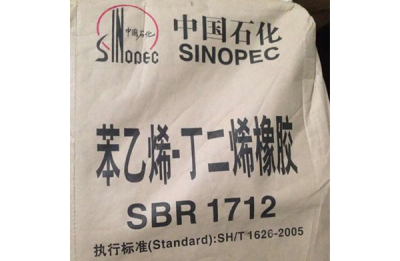 中国石化
SINOPEC
中国石化
SINOPEC
苯乙烯-丁二烯橡胶
SBR 1712
执行标准(Standard):SH/T 1626-2005